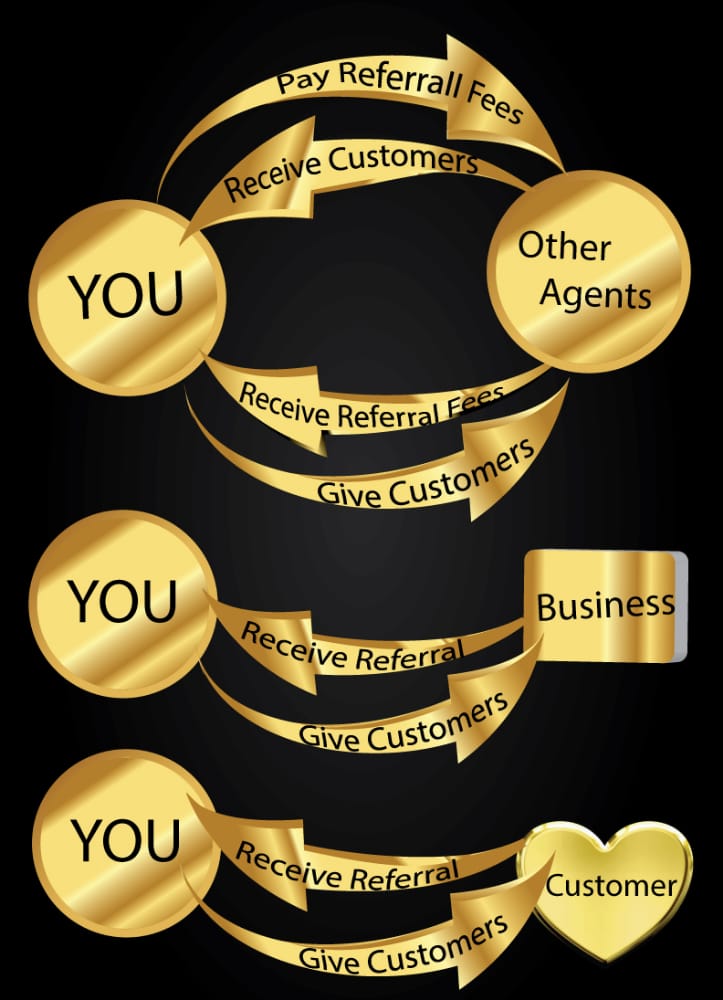 Pay Referrall Fees
Receive Customers
YOU
Other
Agents
Receive Referral Fees
Give Customers
YOU
Business
Receive Referral
Give Customers
YOU
Receive Referral
Customer
Give Customers